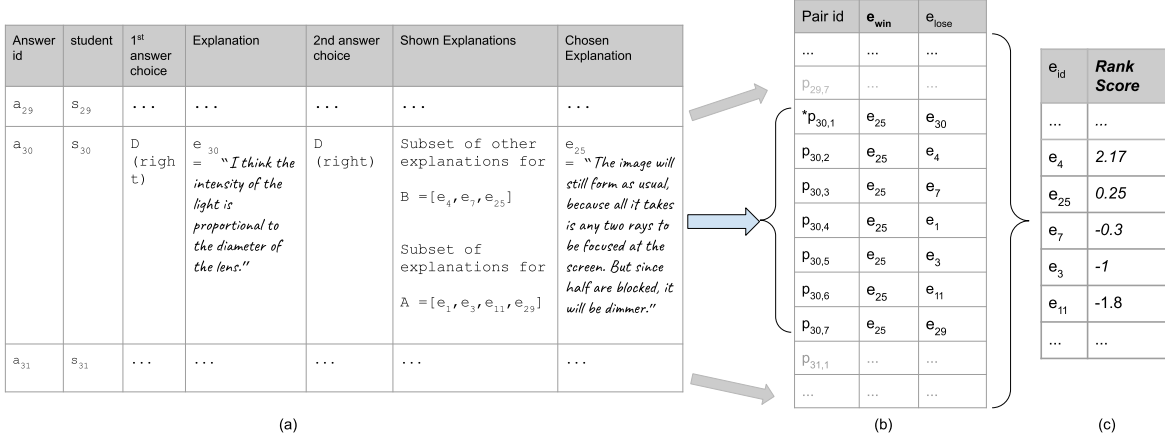 Answer id
student
1st answer choice
Explanation
2nd answer choice
Shown Explanations
Chosen Explanation
a29
s29
...
...
...
...
...
a30
s30
D
(righ
t)
e 30
= "I think the
intensity of the
light is
proportional to
the diameter of
the lens."
D
(right)
Subset of other
explanations for
B =[e4,e7,e25]
Subset of
explanations for
A =[e1,e3,e11,e29]
e25
= "The image will
still form as usual,
because all it takes
is any two rays to
be focused at the
screen. But since
half are blocked, it
will be dimmer."
a31
s31
...
...
...
...
...
(a)
Pair id ewin elose
... ... ...
p29,7 ... ...
*p30,1 e25 e30
p30,2 e25 e4
p30,3 e25 e7
p30,4 e25 e1
p30,5 e25 e3
p30,6 e25 e11
p30,7 e25 e29
p31,1 ... ...
... ... ...
(b)
eid Rank
Score
... ...
e4 2.17
e25 0.25
e7 -0.3
e3 -1
e11 -1.8
... ...
(c)